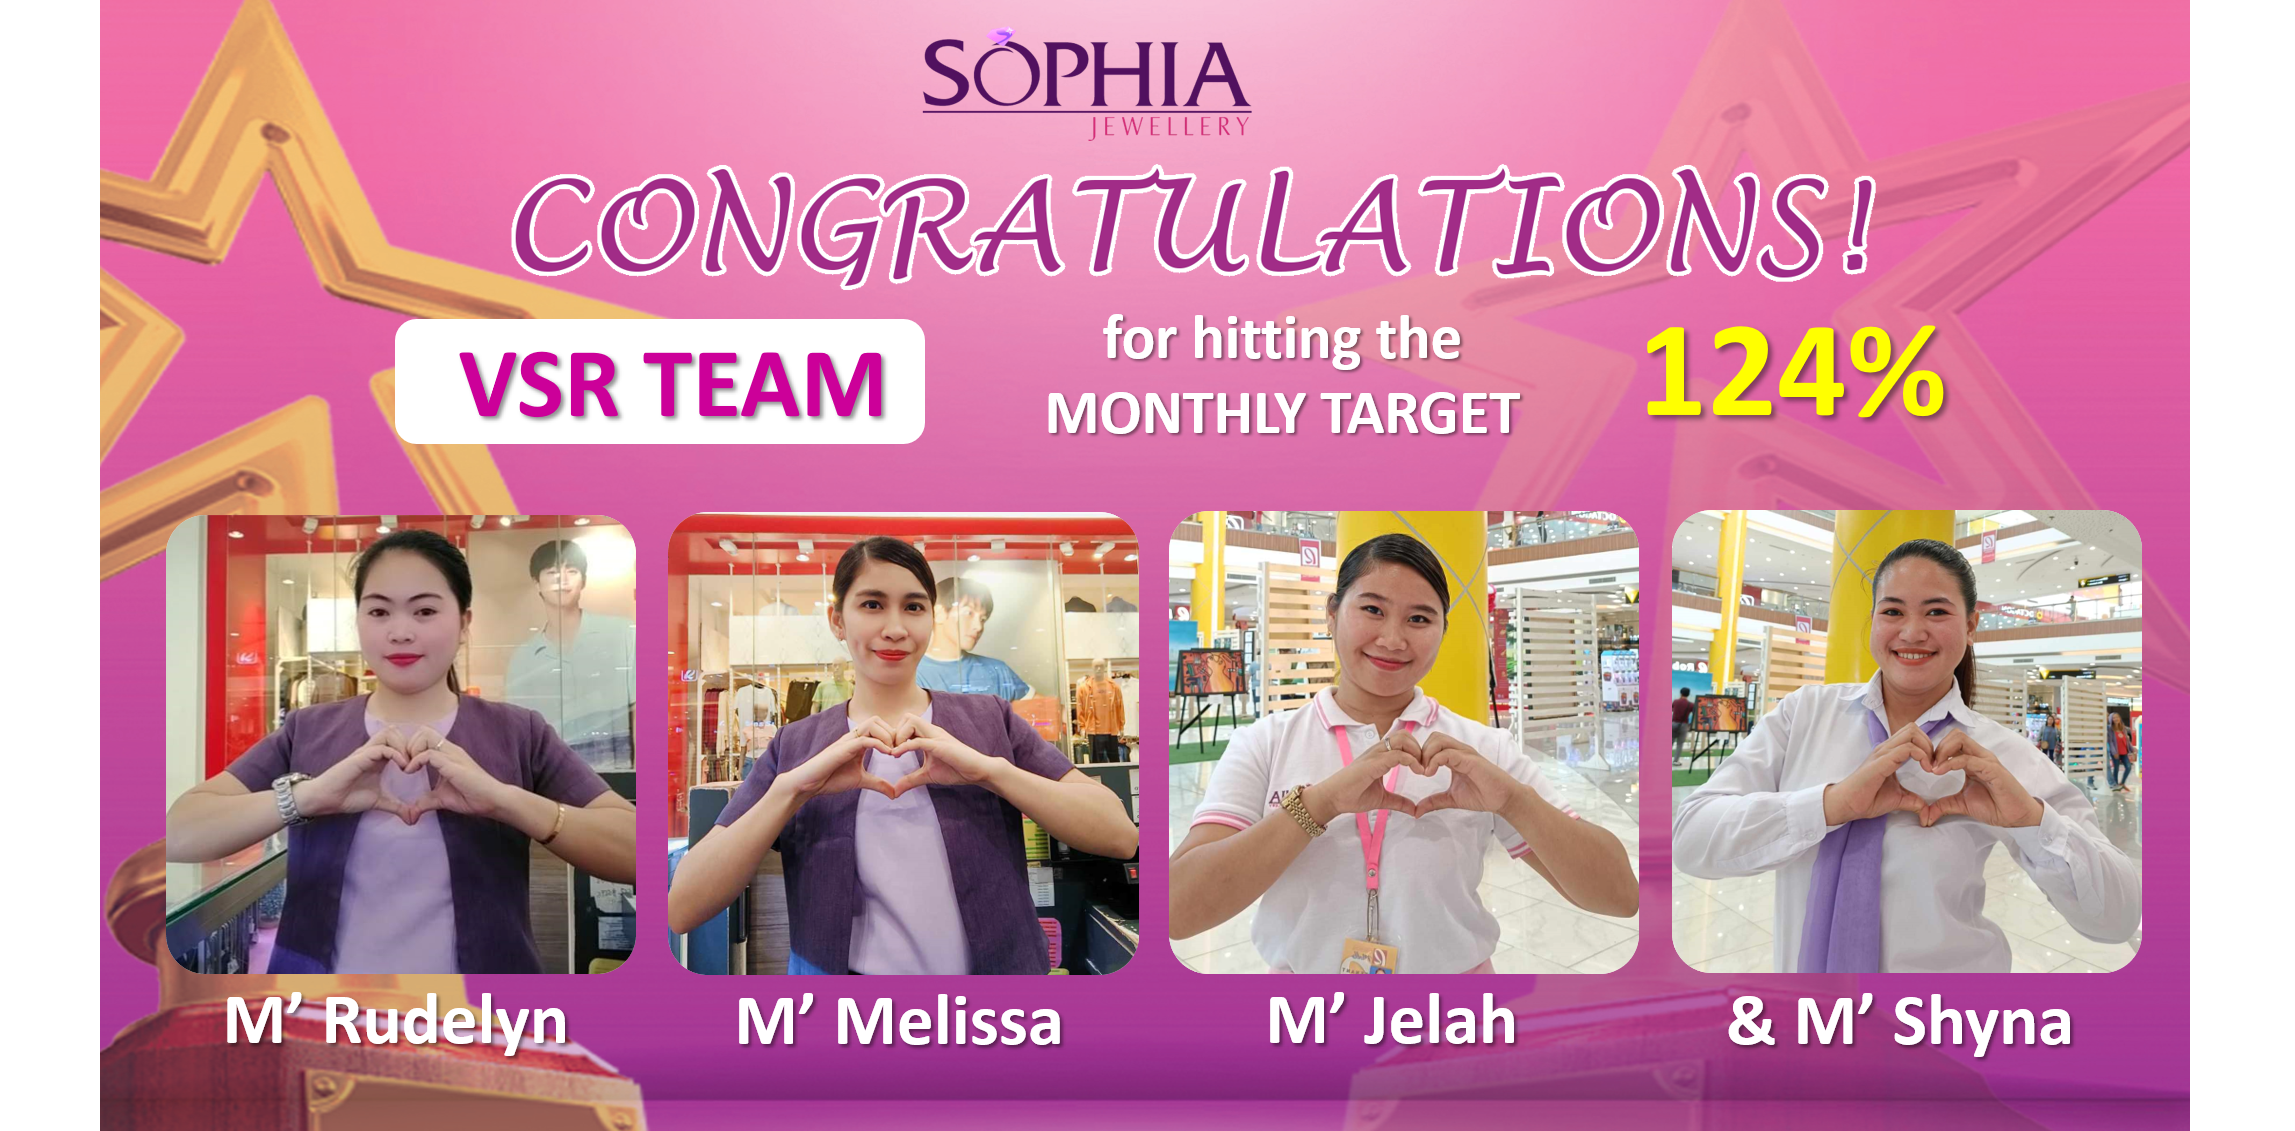 SOPHIA
JEWELLERY
CONGRATULATIONS!
VSR TEAM
for hitting the
MONTHLY TARGET
124%
M’ Rudelyn
M’ Melissa
M’ Jelah
& M’ Shyna